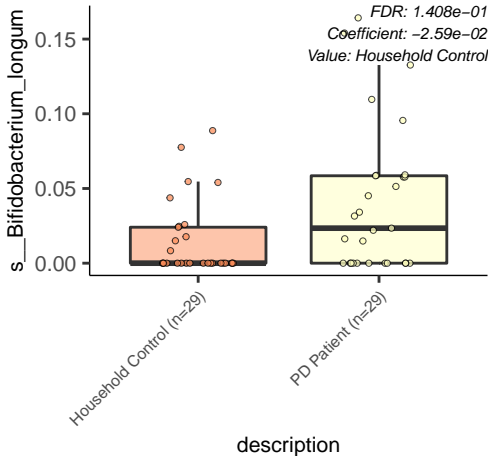 FDR: 1.408e−01
Coefficient: −2.59e−02
Value: Household Control
s__Bifidobacterium_longum
0.15
0.10
0.05
0.00
Household Control (n=29)
PD Patient (n=29)
description